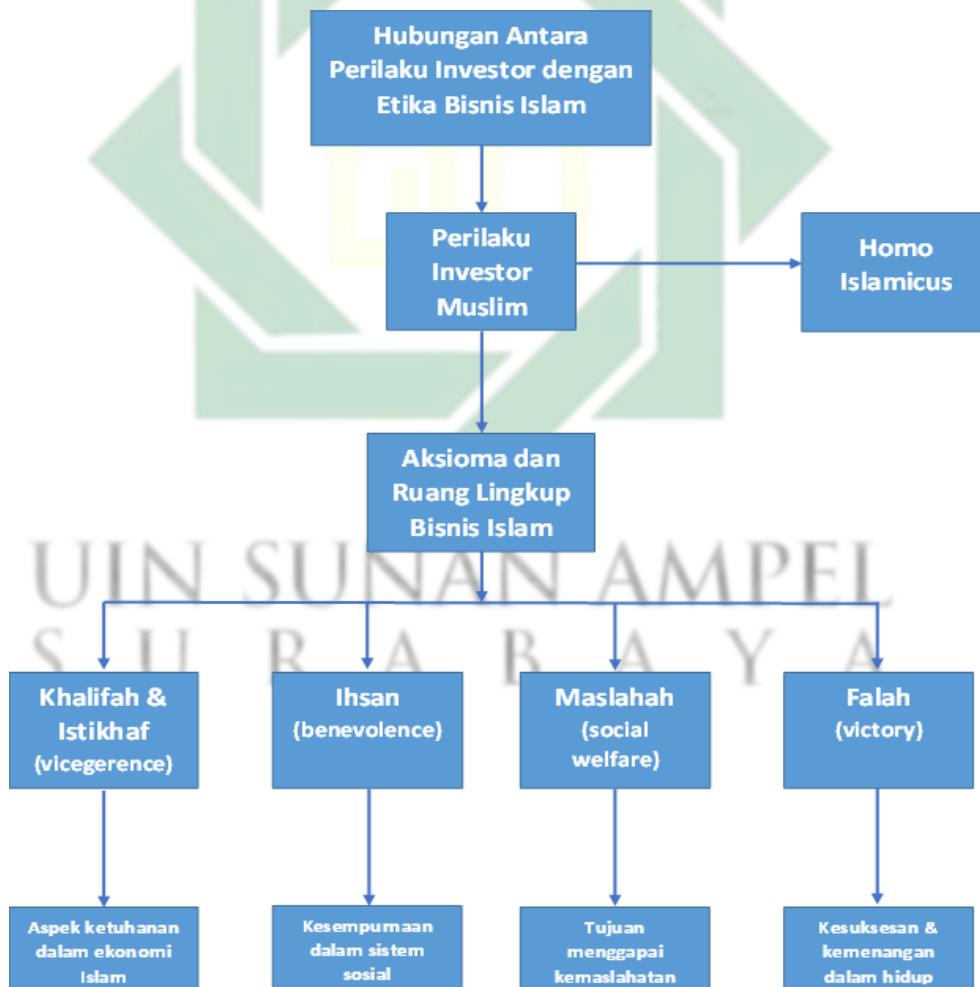 Hubungan Antara
Perilaku Investor dengan
Etika Bisnis Islam
Perilaku
Investor
Muslim
Homo
Islamicus
Aksioma dan
Ruang Lingkup
Bisnis Islam
UIN SUNAN AMPEL
S U R A B A Y A
Khalifah &
Istikhaf
(vicegerence)
Ihsan
(benevolence)
Maslahah
(social
welfare)
Falah
(victory)
Aspek ketuhanan
dalam ekonomi
Islam
Kesempurnaan
dalam sistem
sosial
Tujuan
menggapai
kemaslahatan
Kesuksesan &
kemenangan
dalam hidup